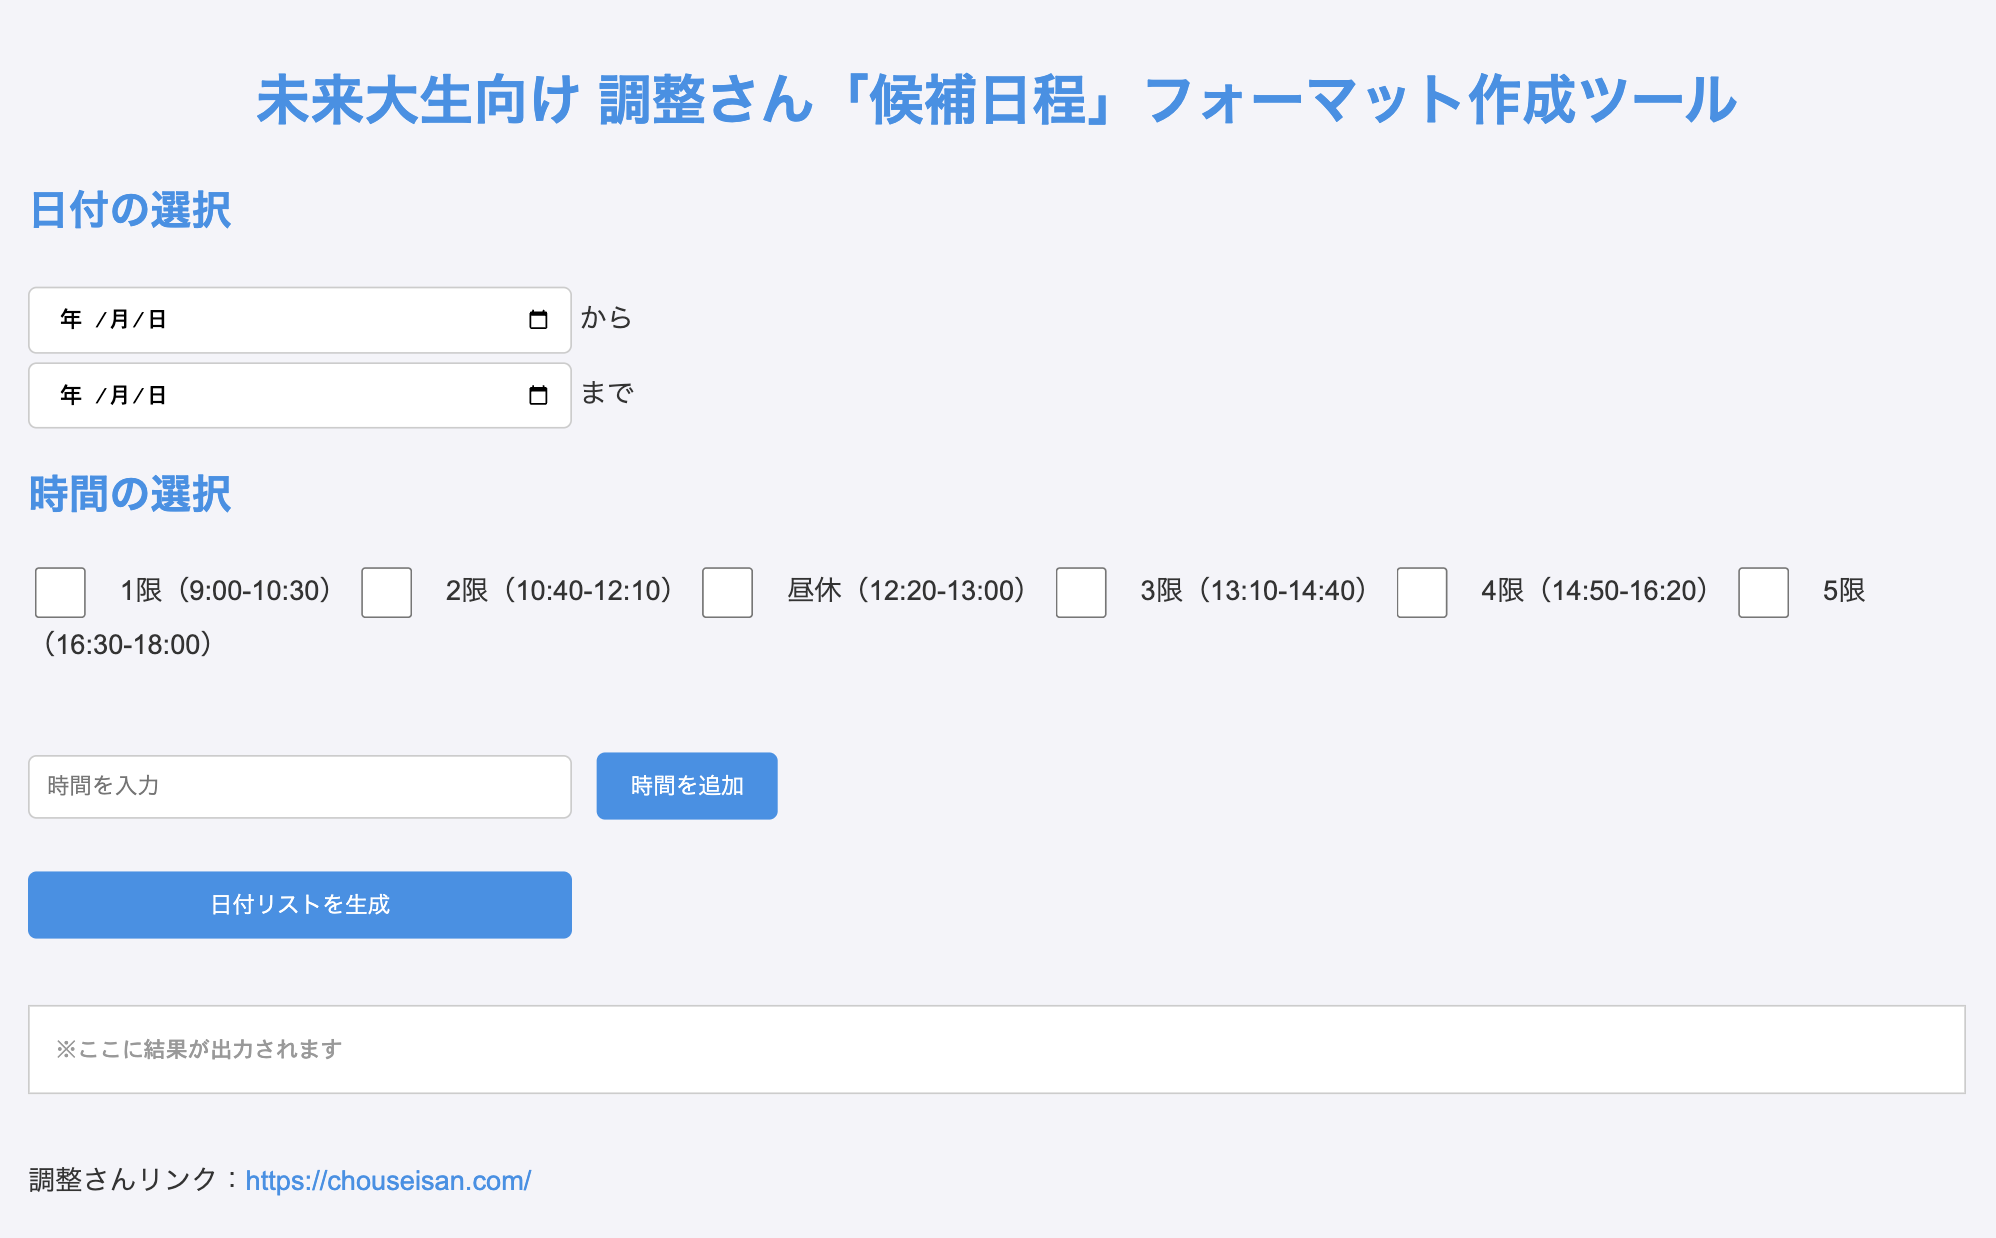 未来大生向け 調整さん「候補日程」フォーマット作成ツール
日付の選択
年 /月/日 から
年 /月/日 まで
時間の選択
1限（9:00-10:30） 2限（10:40-12:10） 昼休（12:20-13:00） 3限（13:10-14:40） 4限（14:50-16:20） 5限
（16:30-18:00）
時間を入力 時間を追加
日付リストを生成
※ここに結果が出力されます
調整さんリンク：https://chouseisan.com/